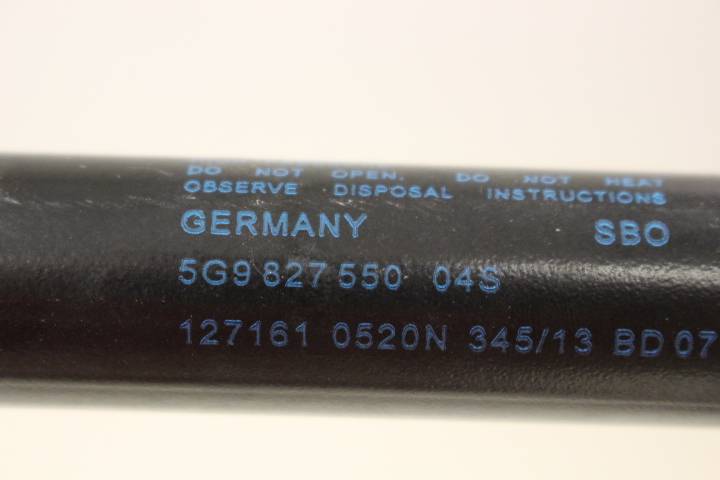 DO NOT OPEN. DO NOT HEAT
OBSERVE DISPOSAL INSTRUCTIONS
GERMANY SBO
5G9 827 550 04S
127161 0520N 345/13 BD 07